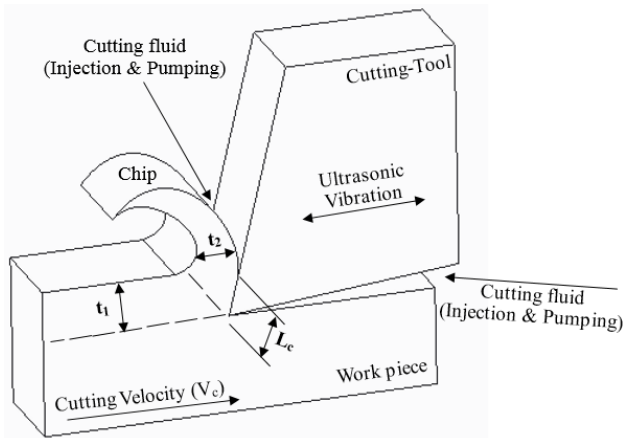 Cutting fluid
(Injection & Pumping)
Cutting-Tool
Chip
Ultrasonic
Vibration
t₂
t₁
Cutting fluid
(Injection & Pumping)
Lc
Work piece
Cutting Velocity (Vc)